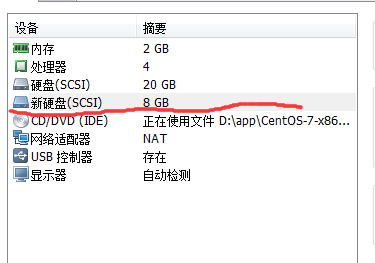 设备 摘要
内存 2 GB
处理器 4
硬盘(SCSI) 20 GB
新硬盘(SCSI) 8 GB
CD/DVD (IDE) 正在使用文件 D:\app\CentOS-7-x86...
网络适配器 NAT
USB 控制器 存在
显示器 自动检测